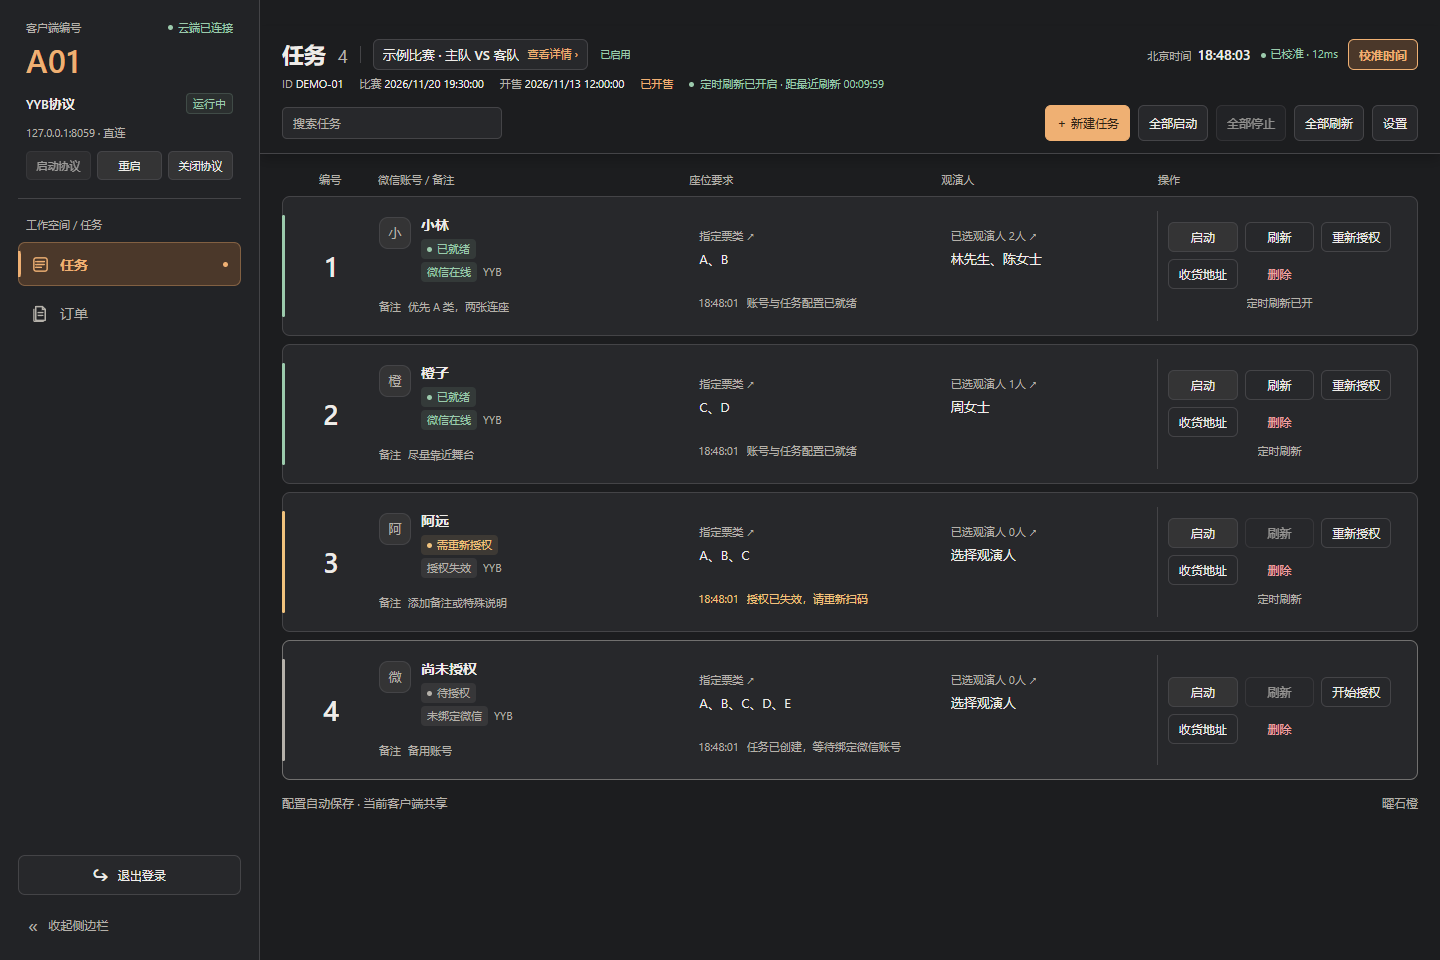 客户端编号
云端已连接
A01
YYB协议
运行中
127.0.0.1:8059 · 直连
启动协议
重启
关闭协议
工作空间 / 任务
任务
订单
退出登录
« 收起侧边栏
任务 4
示例比赛 · 主队 VS 客队 查看详情 ›
已启用
北京时间 18:48:03
已校准 · 12ms
校准时间
ID DEMO-01 比赛 2026/11/20 19:30:00 开售 2026/11/13 12:00:00 已开售 定时刷新已开启 · 距最近刷新 00:09:59
搜索任务
+ 新建任务
全部启动
全部停止
全部刷新
设置
编号 微信账号 / 备注 座位要求 观演人 操作
1
小
小林
已就绪
微信在线 YYB
备注 优先 A 类，两张连座
指定票类 ↗
A、B
18:48:01 账号与任务配置已就绪
已选观演人 2人 ↗
林先生、陈女士
启动 刷新 重新授权
收货地址 删除
定时刷新已开
2
橙
橙子
已就绪
微信在线 YYB
备注 尽量靠近舞台
指定票类 ↗
C、D
18:48:01 账号与任务配置已就绪
已选观演人 1人 ↗
周女士
启动 刷新 重新授权
收货地址 删除
定时刷新
3
阿
阿远
需重新授权
授权失效 YYB
备注 添加备注或特殊说明
指定票类 ↗
A、B、C
18:48:01 授权已失效，请重新扫码
已选观演人 0人 ↗
选择观演人
启动 刷新 重新授权
收货地址 删除
定时刷新
4
微
尚未授权
待授权
未绑定微信 YYB
备注 备用账号
指定票类 ↗
A、B、C、D、E
18:48:01 任务已创建，等待绑定微信账号
已选观演人 0人 ↗
选择观演人
启动 刷新 开始授权
收货地址 删除
配置自动保存 · 当前客户端共享
曜石橙